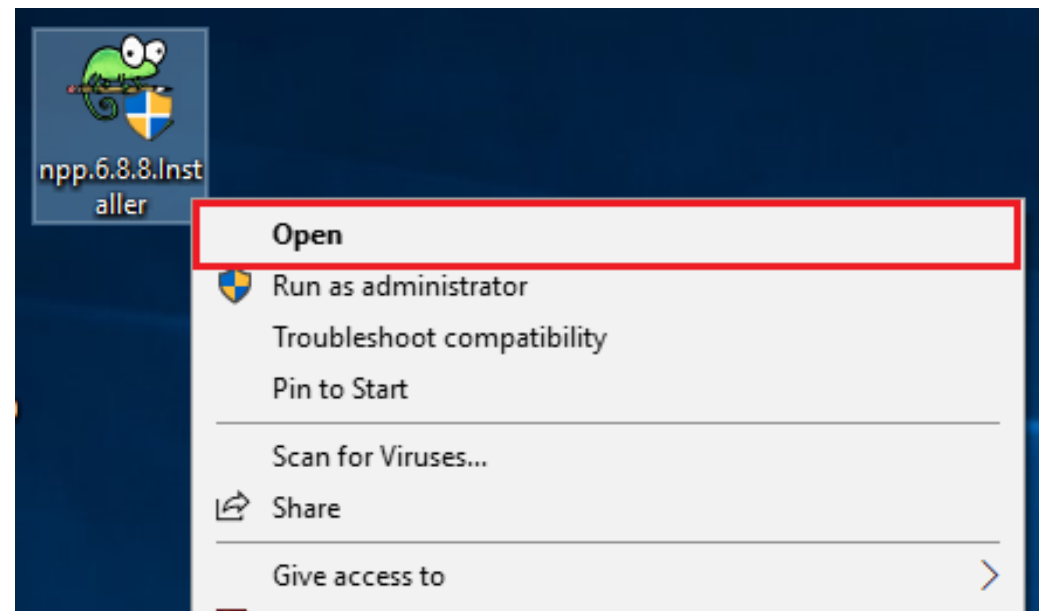 npp.6.8.8.Inst
aller
Open
Run as administrator
Troubleshoot compatibility
Pin to Start
Scan for Viruses...
Share
Give access to